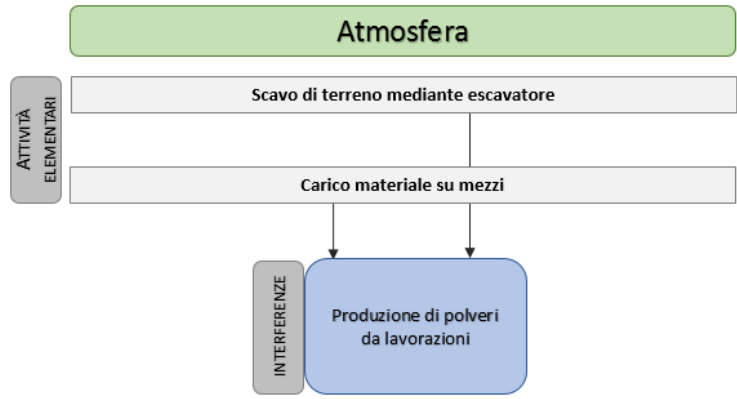 Atmosfera
ATTIVITÀ
ELEMENTARI
Scavo di terreno mediante escavatore
Carico materiale su mezzi
INTERFERENZE
Produzione di polveri
da lavorazioni